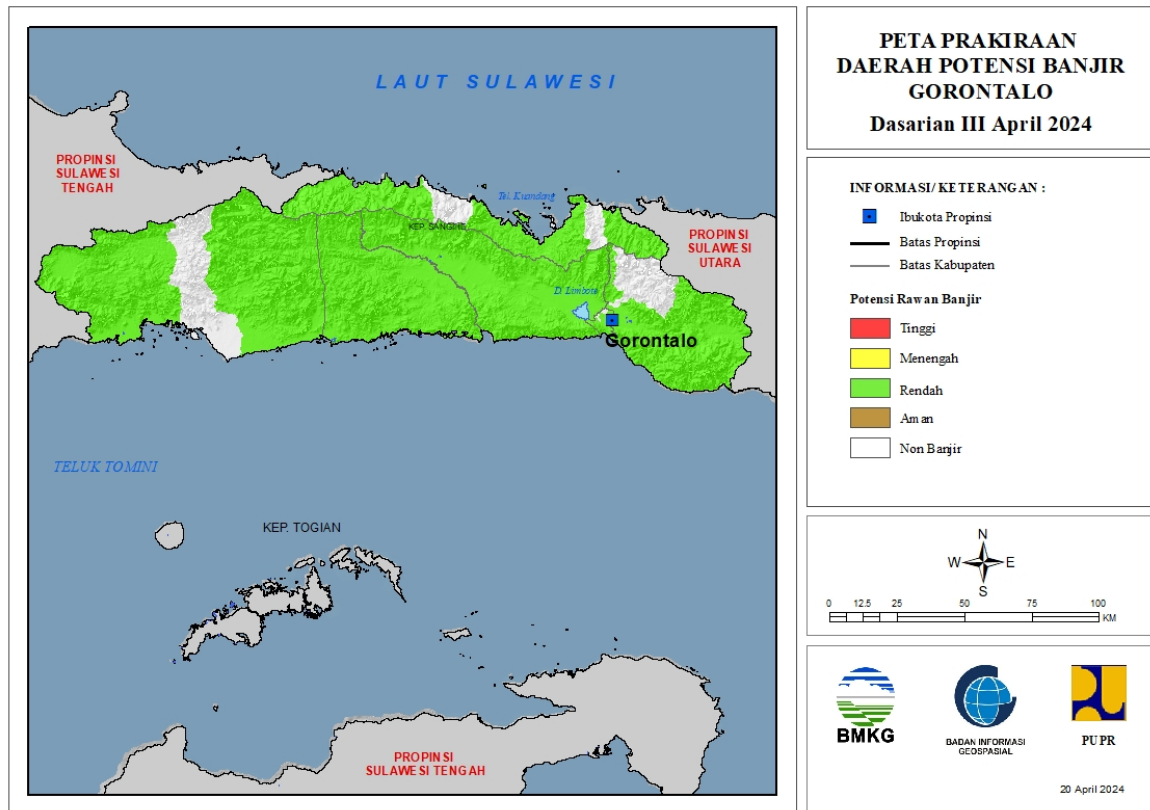 LAUT SULAWESI
PROPINSI
SULAWESI
TENGAH
Tel. Kuandang
KEP. SANGIHE
PROPINSI
SULAWESI
UTARA
D. Limboto
Gorontalo
TELUK TOMINI
KEP. TOGIAN
PROPINSI
SULAWESI TENGAH
PETA PRAKIRAAN
DAERAH POTENSI BANJIR
GORONTALO
Dasarian III April 2024
INFORMASI/ KETERANGAN :
Ibukota Propinsi
Batas Propinsi
Batas Kabupaten
Potensi Rawan Banjir
Tinggi
Menengah
Rendah
Aman
Non Banjir
N
W E
S
0 12.5 25 50 75 100
KM
BMKG
BADAN INFORMASI
GEOSPASIAL
PUPR
20 April 2024